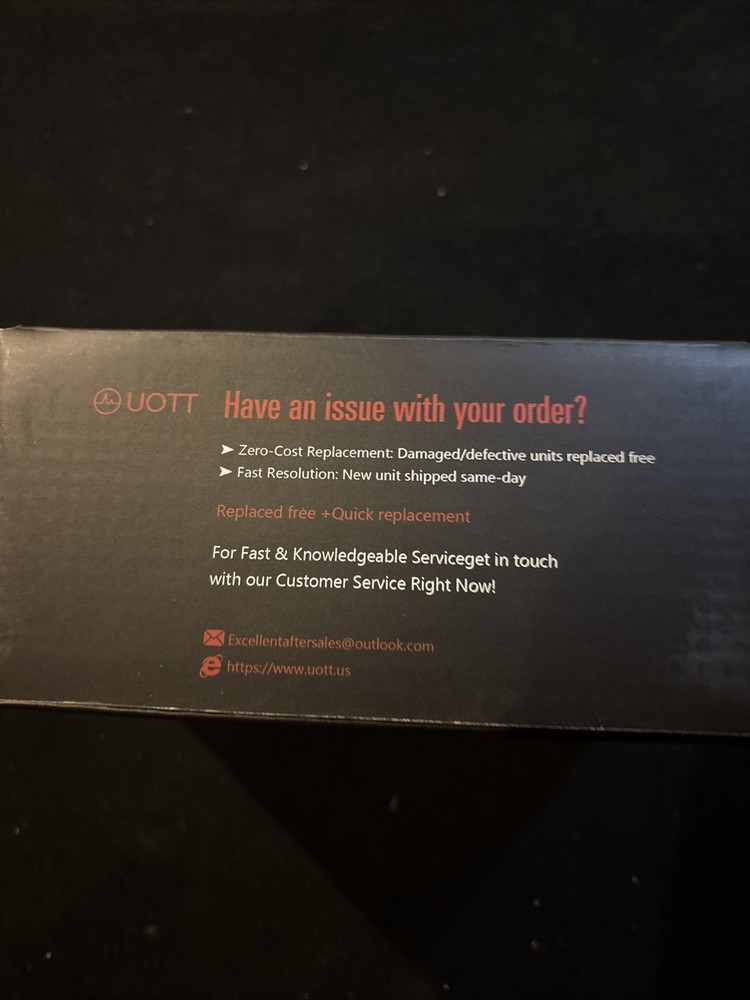 UOTT Have an issue with your order?
➤ Zero-Cost Replacement: Damaged/defective units replaced free
➤ Fast Resolution: New unit shipped same-day
Replaced free +Quick replacement
For Fast & Knowledgeable Serviceget in touch
with our Customer Service Right Now!
Excellentaftersales@outlook.com
https://www.uott.us